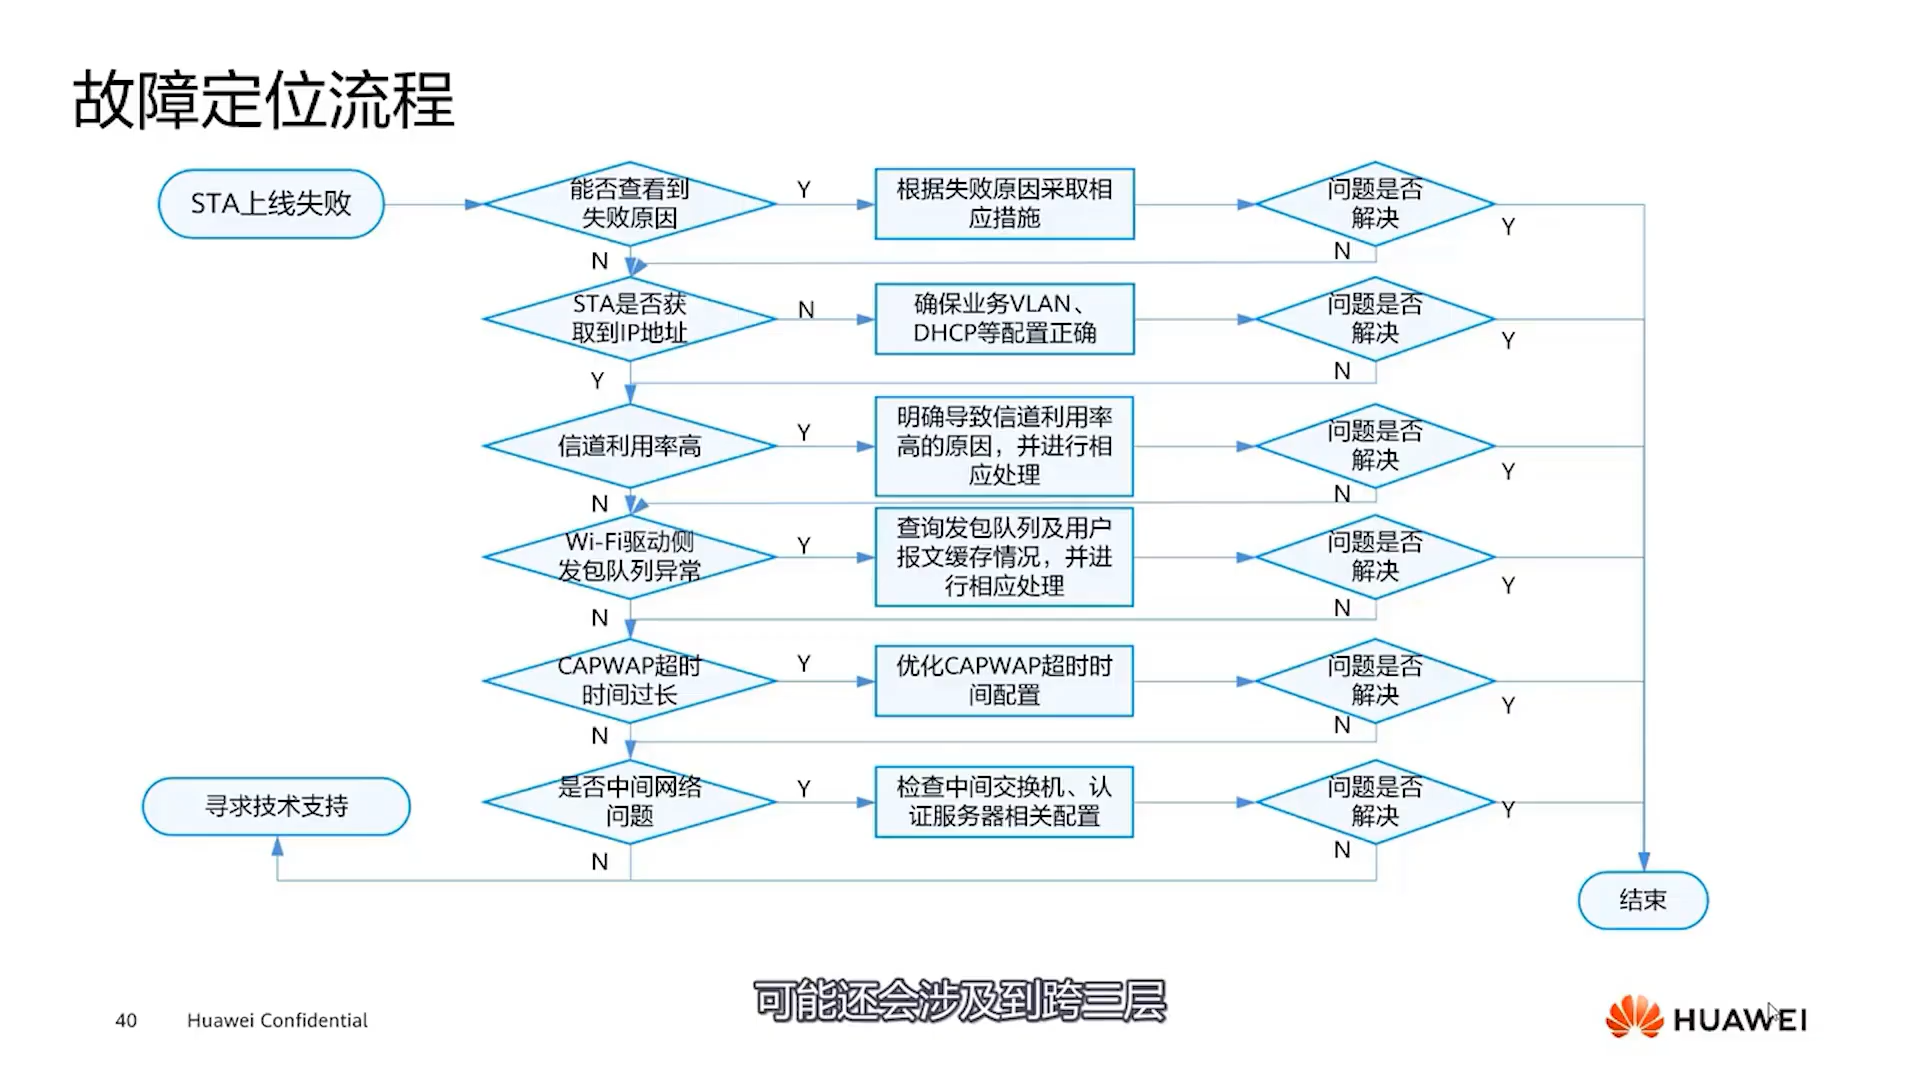 故障定位流程
STA上线失败
能否查看到
失败原因
Y
根据失败原因采取相
应措施
问题是否
解决
Y
N
N
STA是否获
取到IP地址
N
确保业务VLAN、
DHCP等配置正确
问题是否
解决
Y
Y
N
信道利用率高
Y
明确导致信道利用率
高的原因，并进行相
应处理
问题是否
解决
Y
N
N
Wi-Fi驱动侧
发包队列异常
Y
查询发包队列及用户
报文缓存情况，并进
行相应处理
问题是否
解决
Y
N
N
CAPWAP超时
时间过长
Y
优化CAPWAP超时时
间配置
问题是否
解决
Y
N
N
是否中间网络
问题
Y
检查中间交换机、认
证服务器相关配置
问题是否
解决
Y
N
N
寻求技术支持
结束
可能还会涉及到跨三层
40
Huawei Confidential
HUAWEI